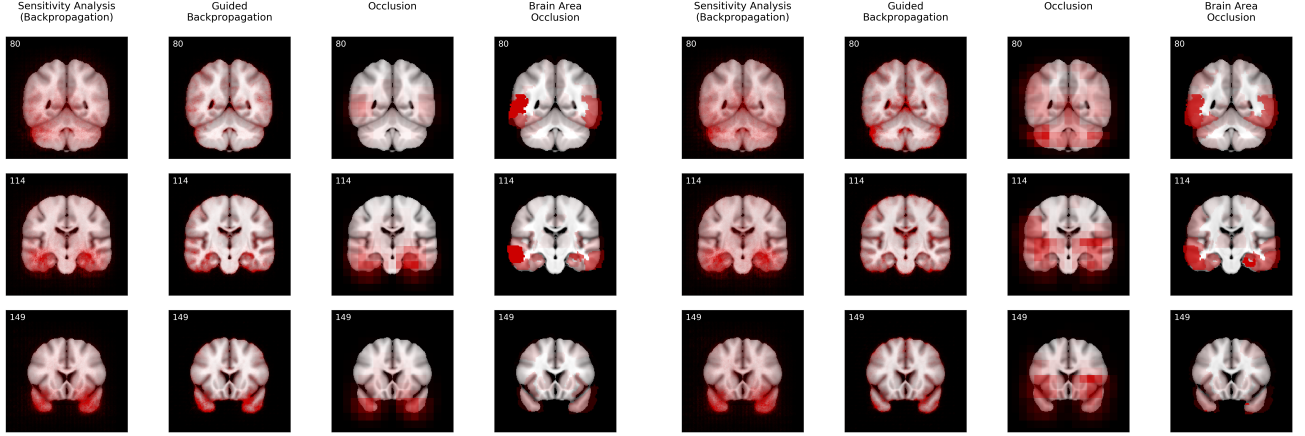 Sensitivity Analysis
(Backpropagation)
Guided
Backpropagation
Occlusion
Brain Area
Occlusion
Sensitivity Analysis
(Backpropagation)
Guided
Backpropagation
Occlusion
Brain Area
Occlusion
80
80
80
80
80
80
80
80
114
114
114
114
114
114
114
114
149
149
149
149
149
149
149
149